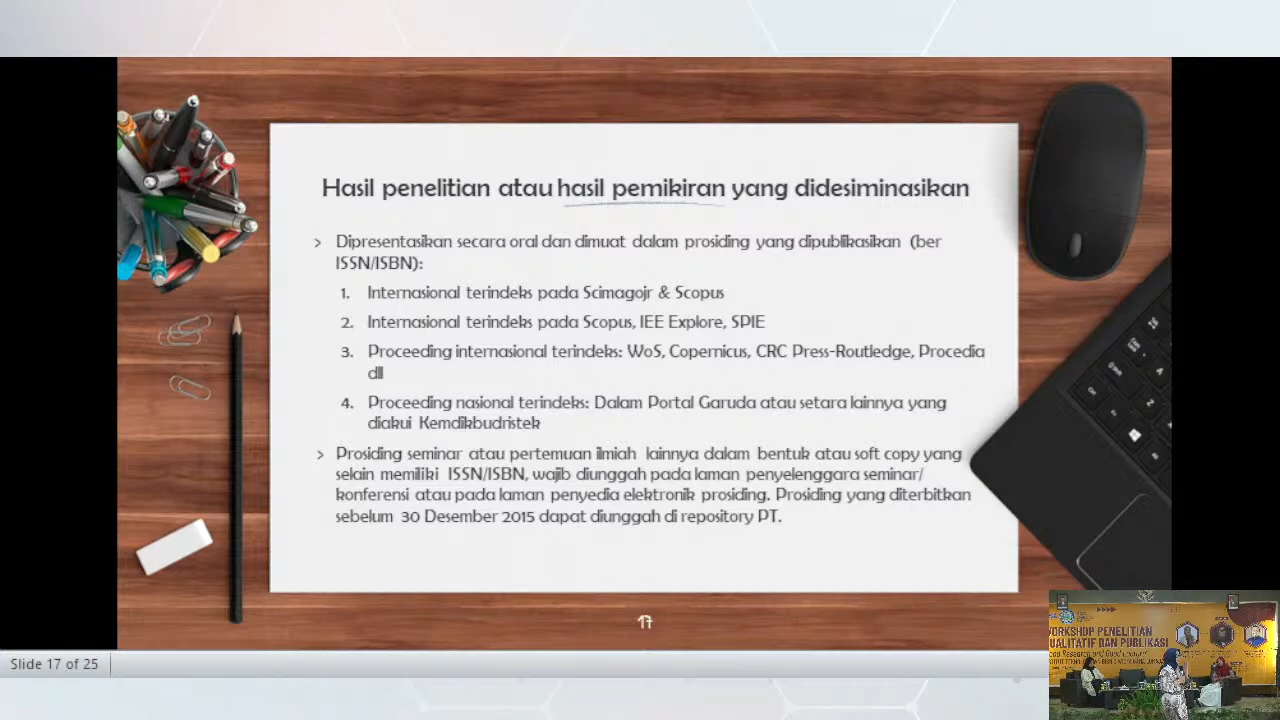 Hasil penelitian atau hasil pemikiran yang didesiminasikan
> Dipresentasikan secara oral dan dimuat dalam prosiding yang dipublikasikan (ber
ISSN/ISBN):
1. Internasional terindeks pada Scimagojr & Scopus
2. Internasional terindeks pada Scopus, IEE Explore, SPIE
3. Proceeding internasional terindeks: WoS, Copernicus, CRC Press-Routledge, Procedia
dll
4. Proceeding nasional terindeks: Dalam Portal Garuda atau setara lainnya yang
diakui Kemdikbudristek
> Prosiding seminar atau pertemuan ilmiah lainnya dalam bentuk atau soft copy yang
selain memiliki ISSN/ISBN, wajib diunggah pada laman penyelenggara seminar/
konferensi atau pada laman penyedia elektronik prosiding. Prosiding yang diterbitkan
sebelum 30 Desember 2015 dapat diunggah di repository PT.
17
Slide 17 of 25
WORKSHOP PENELITIAN
KUALITATIF DAN PUBLIKASI